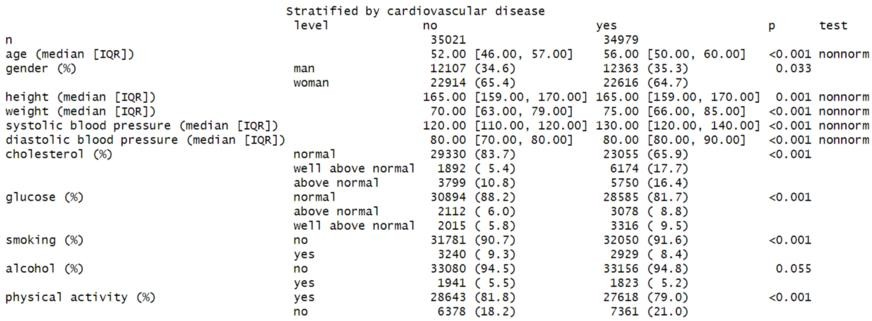 Stratified by cardiovascular disease
level no yes p test
n 35021 34979
age (median [IQR]) 52.00 [46.00, 57.00] 56.00 [50.00, 60.00] <0.001 nonnorm
gender (%) man 12107 (34.6) 12363 (35.3) 0.033
woman 22914 (65.4) 22616 (64.7)
height (median [IQR]) 165.00 [159.00, 170.00] 165.00 [159.00, 170.00] 0.001 nonnorm
weight (median [IQR]) 70.00 [63.00, 79.00] 75.00 [66.00, 85.00] <0.001 nonnorm
systolic blood pressure (median [IQR]) 120.00 [110.00, 120.00] 130.00 [120.00, 140.00] <0.001 nonnorm
diastolic blood pressure (median [IQR]) 80.00 [70.00, 80.00] 80.00 [80.00, 90.00] <0.001 nonnorm
cholesterol (%) normal 29330 (83.7) 23055 (65.9) <0.001
well above normal 1892 ( 5.4) 6174 (17.7)
above normal 3799 (10.8) 5750 (16.4)
glucose (%) normal 30894 (88.2) 28585 (81.7) <0.001
above normal 2112 ( 6.0) 3078 ( 8.8)
well above normal 2015 ( 5.8) 3316 ( 9.5)
smoking (%) no 31781 (90.7) 32050 (91.6) <0.001
yes 3240 ( 9.3) 2929 ( 8.4)
alcohol (%) no 33080 (94.5) 33156 (94.8) 0.055
yes 1941 ( 5.5) 1823 ( 5.2)
physical activity (%) yes 28643 (81.8) 27618 (79.0) <0.001
no 6378 (18.2) 7361 (21.0)